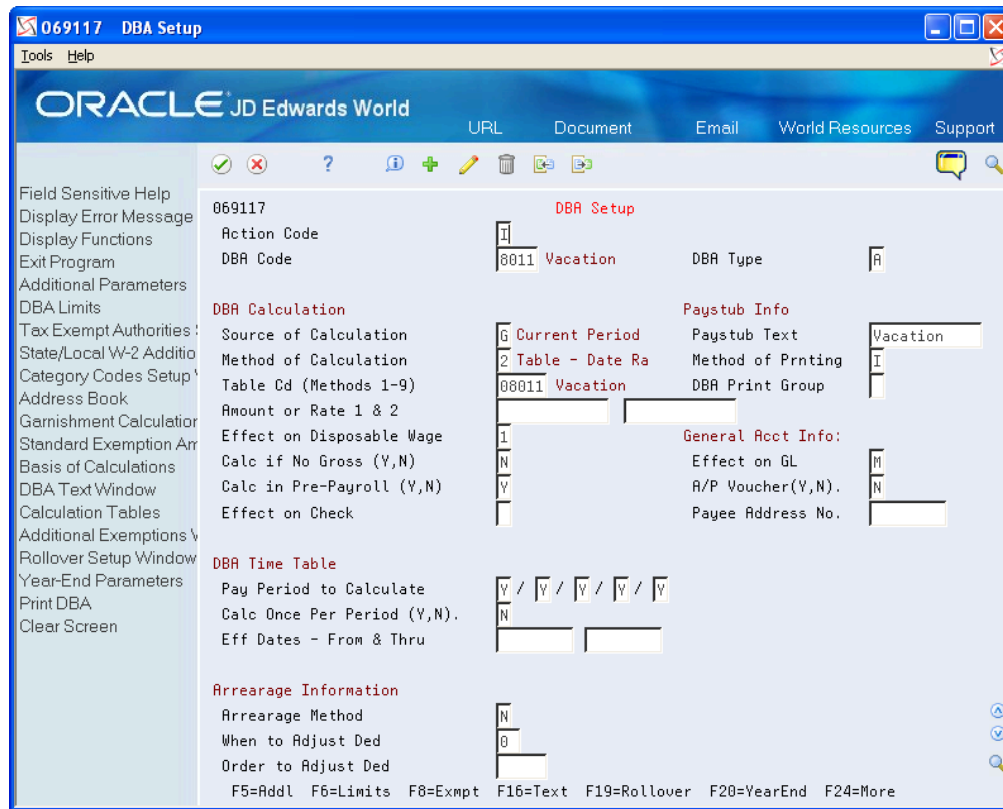 069117 DBA Setup
Tools Help
ORACLE JD Edwards World
URL Document Email World Resources Support
Field Sensitive Help
Display Error Message
Display Functions
Exit Program
Additional Parameters
DBA Limits
Tax Exempt Authorities S
State/Local W-2 Additio
Category Codes Setup W
Address Book
Garnishment Calculation
Standard Exemption Am
Basis of Calculations
DBA Text Window
Calculation Tables
Additional Exemptions W
Rollover Setup Window
Year-End Parameters
Print DBA
Clear Screen
069117 DBA Setup
Action Code I
DBA Code 8011 Vacation DBA Type A
DBA Calculation Paystub Info
Source of Calculation G Current Period Paystub Text Vacation
Method of Calculation 2 Table - Date Ra Method of Prnting I
Table Cd (Methods 1-9) 08011 Vacation DBA Print Group
Amount or Rate 1 & 2
Effect on Disposable Wage 1 General Acct Info:
Calc if No Gross (Y,N) N Effect on GL M
Calc in Pre-Payroll (Y,N) Y A/P Voucher(Y,N). N
Effect on Check Payee Address No.
DBA Time Table
Pay Period to Calculate Y / Y / Y / Y / Y
Calc Once Per Period (Y,N). N
Eff Dates - From & Thru
Arrearage Information
Arrearage Method N
When to Adjust Ded 0
Order to Adjust Ded
F5=Addl F6=Limits F8=Exmpt F16=Text F19=Rollover F20=YearEnd F24=More